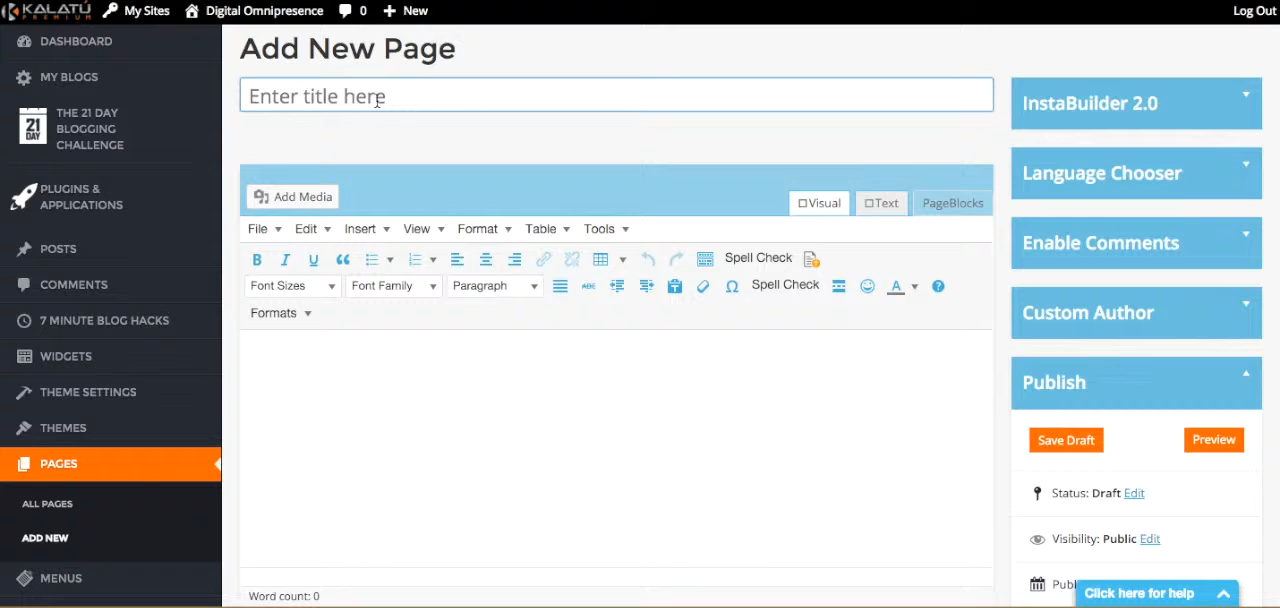 KALATÚ
PREMIUM
My Sites
Digital Omnipresence
0
New
Log Out
DASHBOARD
MY BLOGS
21
DAY
THE 21 DAY
BLOGGING
CHALLENGE
PLUGINS &
APPLICATIONS
POSTS
COMMENTS
7 MINUTE BLOG HACKS
WIDGETS
THEME SETTINGS
THEMES
PAGES
ALL PAGES
ADD NEW
MENUS
Add New Page
Enter title here
Add Media
Visual
Text
PageBlocks
File Edit Insert View Format Table Tools
B I U Spell Check
Font Sizes Font Family Paragraph ABC Ω Spell Check A
Formats
Word count: 0
InstaBuilder 2.0
Language Chooser
Enable Comments
Custom Author
Publish
Save Draft
Preview
Status: Draft Edit
Visibility: Public Edit
Publ
Click here for help